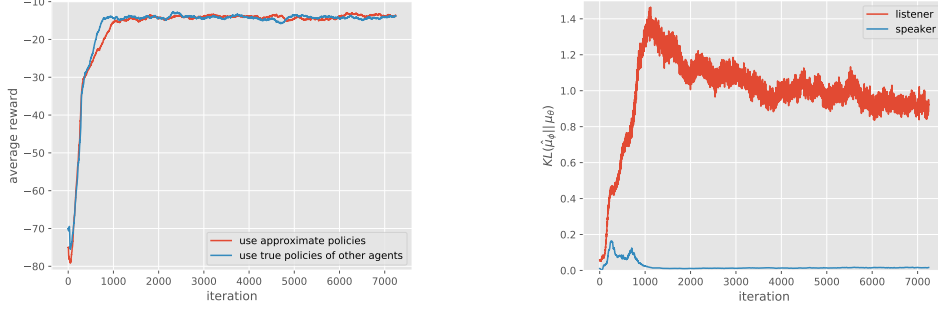 −10
−20
−30
−40
−50
−60
−70
−80
average reward
0 1000 2000 3000 4000 5000 6000 7000
iteration
use approximate policies
use true policies of other agents
1.4
1.2
1.0
0.8
0.6
0.4
0.2
0.0
KL(μ̂ϕ||μθ)
0 1000 2000 3000 4000 5000 6000 7000
iteration
listener
speaker